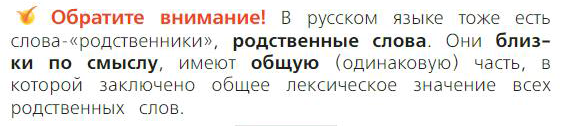 Обратите внимание! В русском языке тоже есть
слова-«родственники», родственные слова. Они близ-
ки по смыслу, имеют общую (одинаковую) часть, в
которой заключено общее лексическое значение всех
родственных слов.